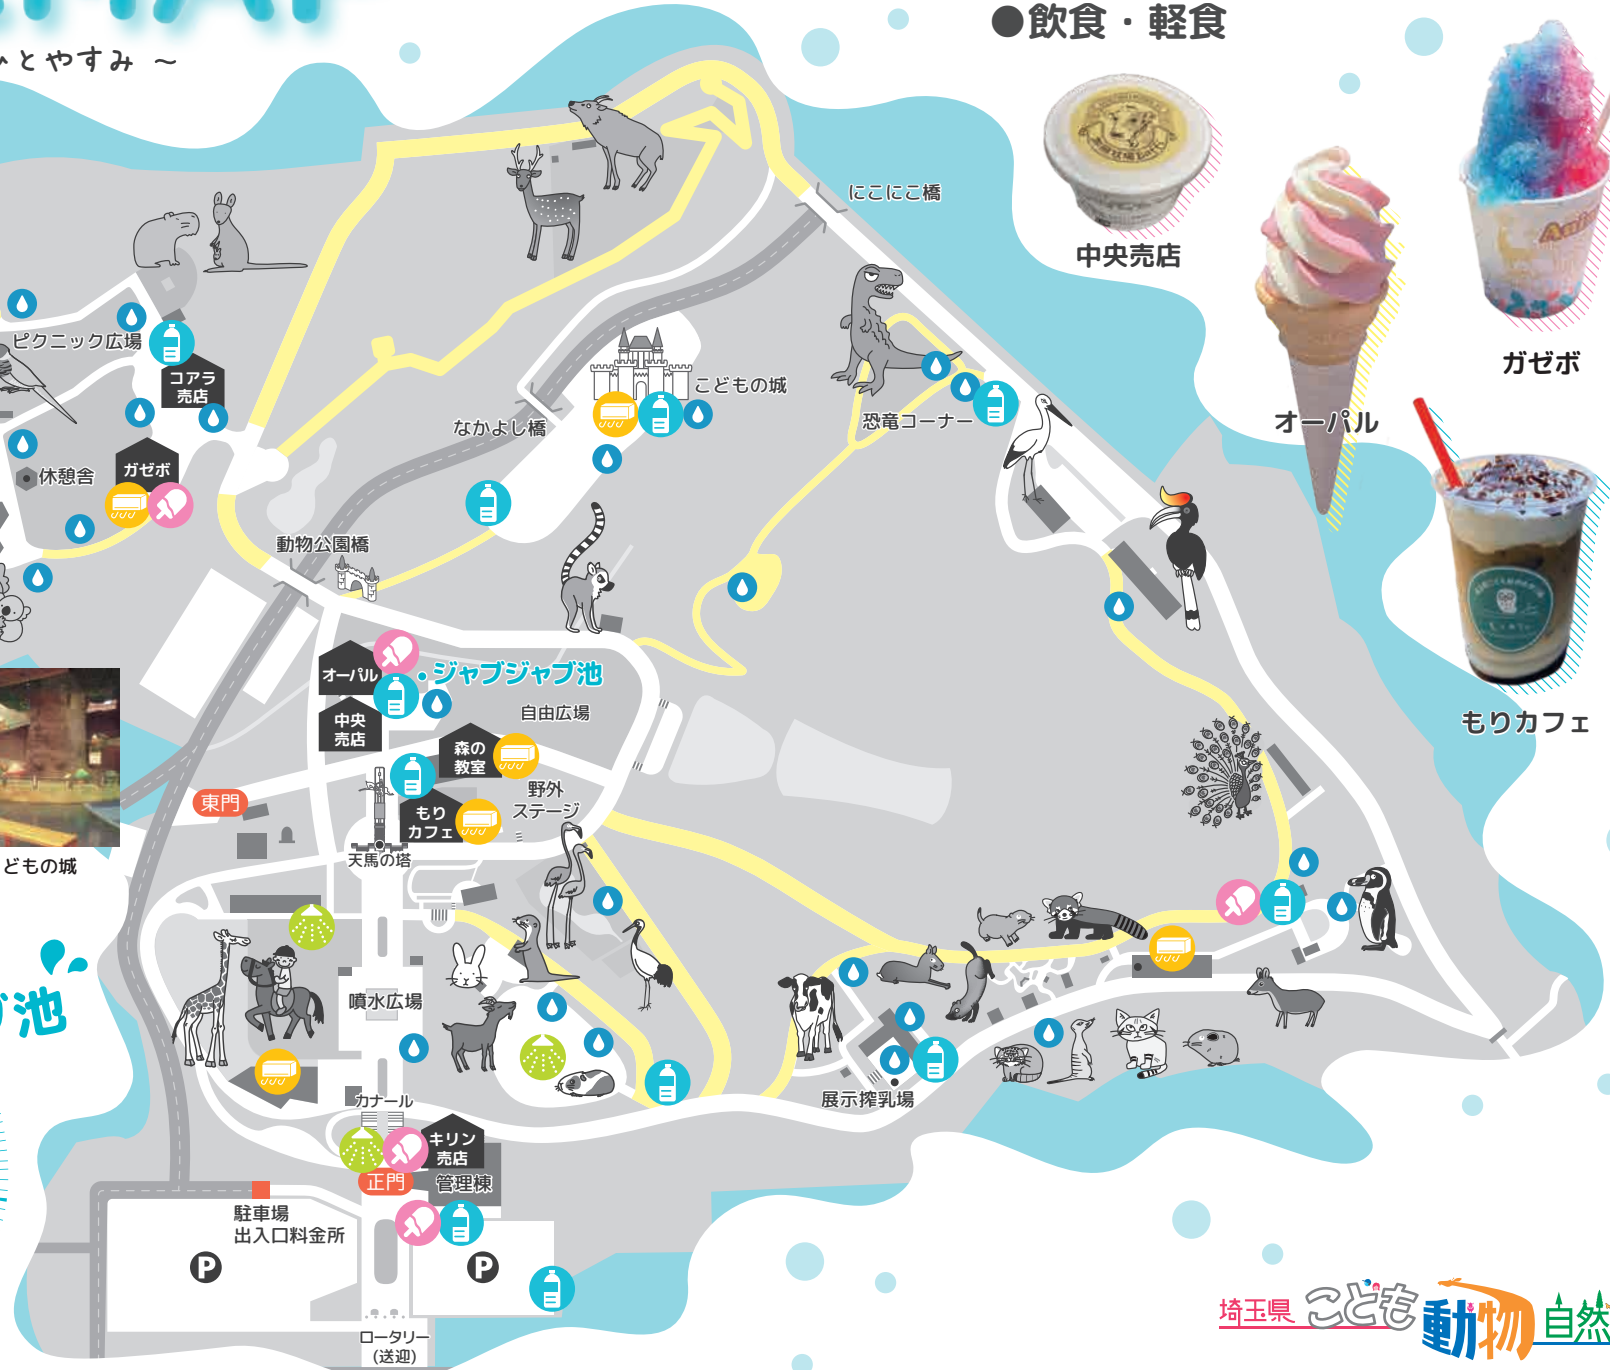 ひとやすみ ～
●飲食・軽食
中央売店
ガゼボ
オーパル
もりカフェ
にこにこ橋
ピクニック広場
コアラ
売店
こどもの城
なかよし橋
恐竜コーナー
休憩舎
ガゼボ
動物公園橋
オーパル
・ジャブジャブ池
自由広場
中央
売店
森の
教室
野外
ステージ
東門
もり
カフェ
天馬の塔
どもの城
池
噴水広場
カナール
展示搾乳場
キリン
売店
正門
管理棟
駐車場
出入口料金所
P
P
ロータリー
(送迎)
埼玉県 こども 動物 自然